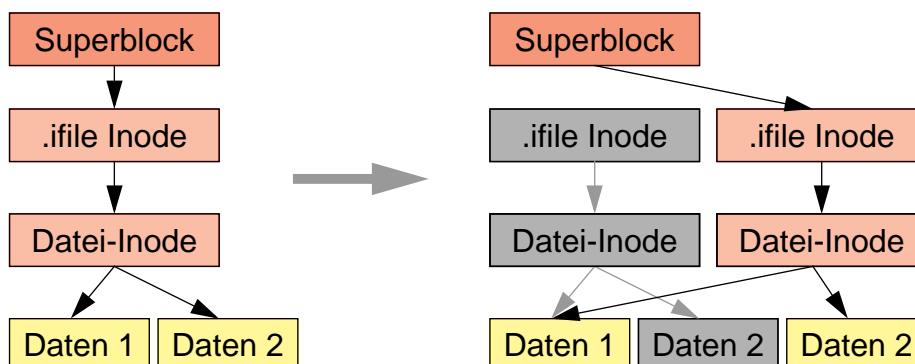 Superblock
.ifile Inode
Datei-Inode
Daten 1 Daten 2
Superblock
.ifile Inode .ifile Inode
Datei-Inode Datei-Inode
Daten 1 Daten 2 Daten 2